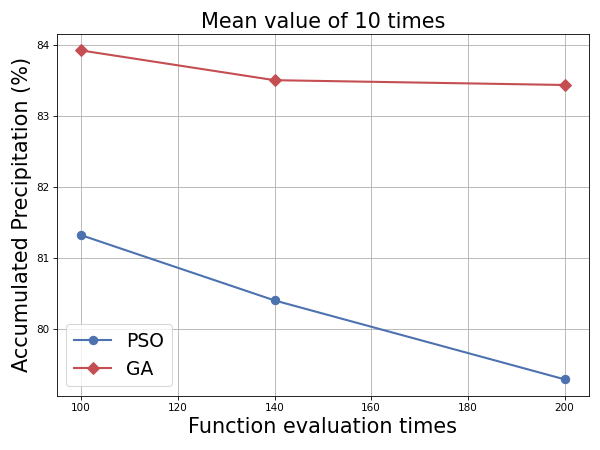 Mean value of 10 times
Accumulated Precipitation (%)
84
83
82
81
80
PSO
GA
100 120 140 160 180 200
Function evaluation times